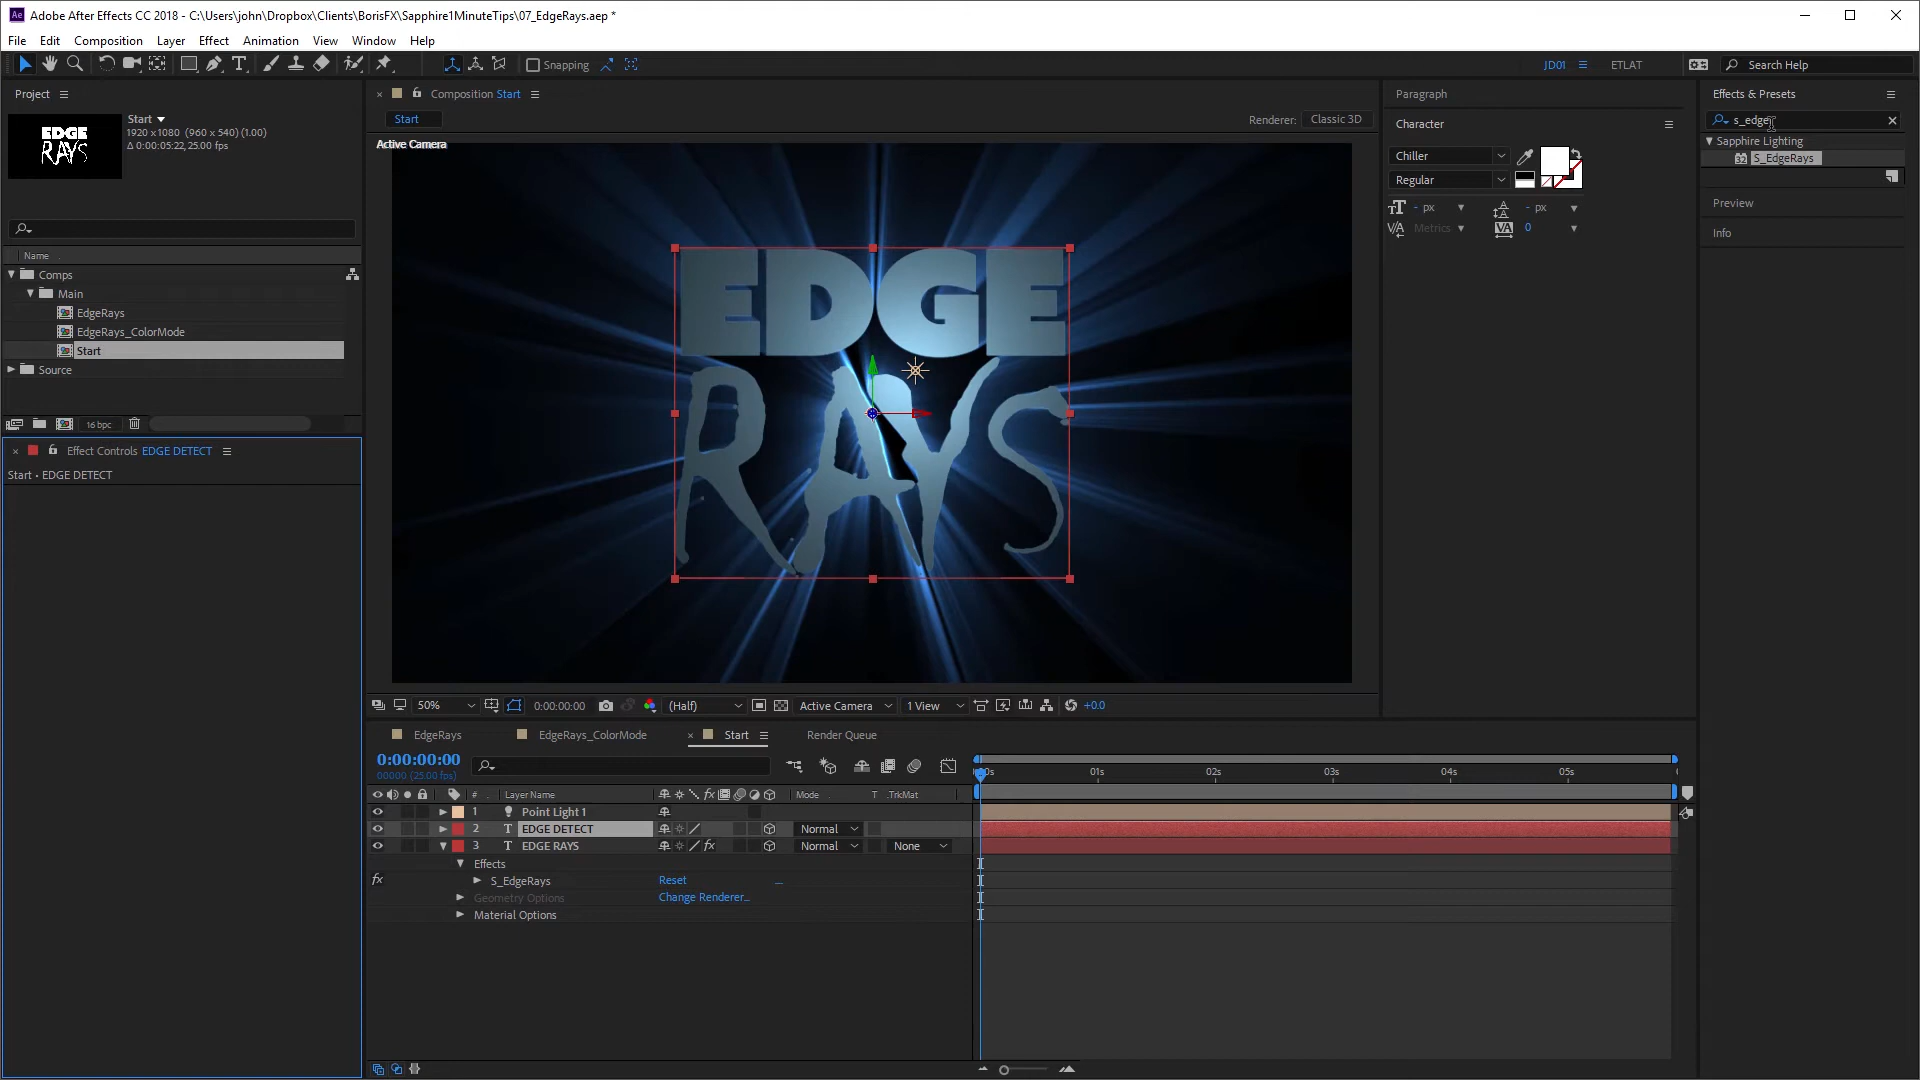 Adobe After Effects CC 2018 - C:\Users\john\Dropbox\Clients\BorisFX\Sapphire1MinuteTips\07_EdgeRays.aep *
File Edit Composition Layer Effect Animation View Window Help
Snapping
JD01
ETLAT
Search Help
Project
Start
1920 x1080 (960 x 540) (1.00)
Δ 0:00:05:22, 25.00 fps
EDGE
RAYS
Name
Comps
Main
EdgeRays
EdgeRays_ColorMode
Start
Source
16 bpc
Effect Controls EDGE DETECT
Start • EDGE DETECT
Composition Start
Start
Renderer: Classic 3D
Active Camera
EDGE
RAYS
50%
0:00:00:00
(Half)
Active Camera
1 View
+0.0
Paragraph
Character
Chiller
Regular
- px
- px
Metrics
0
Effects & Presets
s_edge
Sapphire Lighting
S_EdgeRays
Preview
Info
EdgeRays
EdgeRays_ColorMode
Start
Render Queue
0:00:00:00
00000 (25.00 fps)
# Layer Name Mode T .TrkMat
01s 02s 03s 04s 05s
1 Point Light 1
2 T EDGE DETECT Normal
3 T EDGE RAYS Normal None
Effects
fx S_EdgeRays Reset ...
Geometry Options Change Renderer...
Material Options